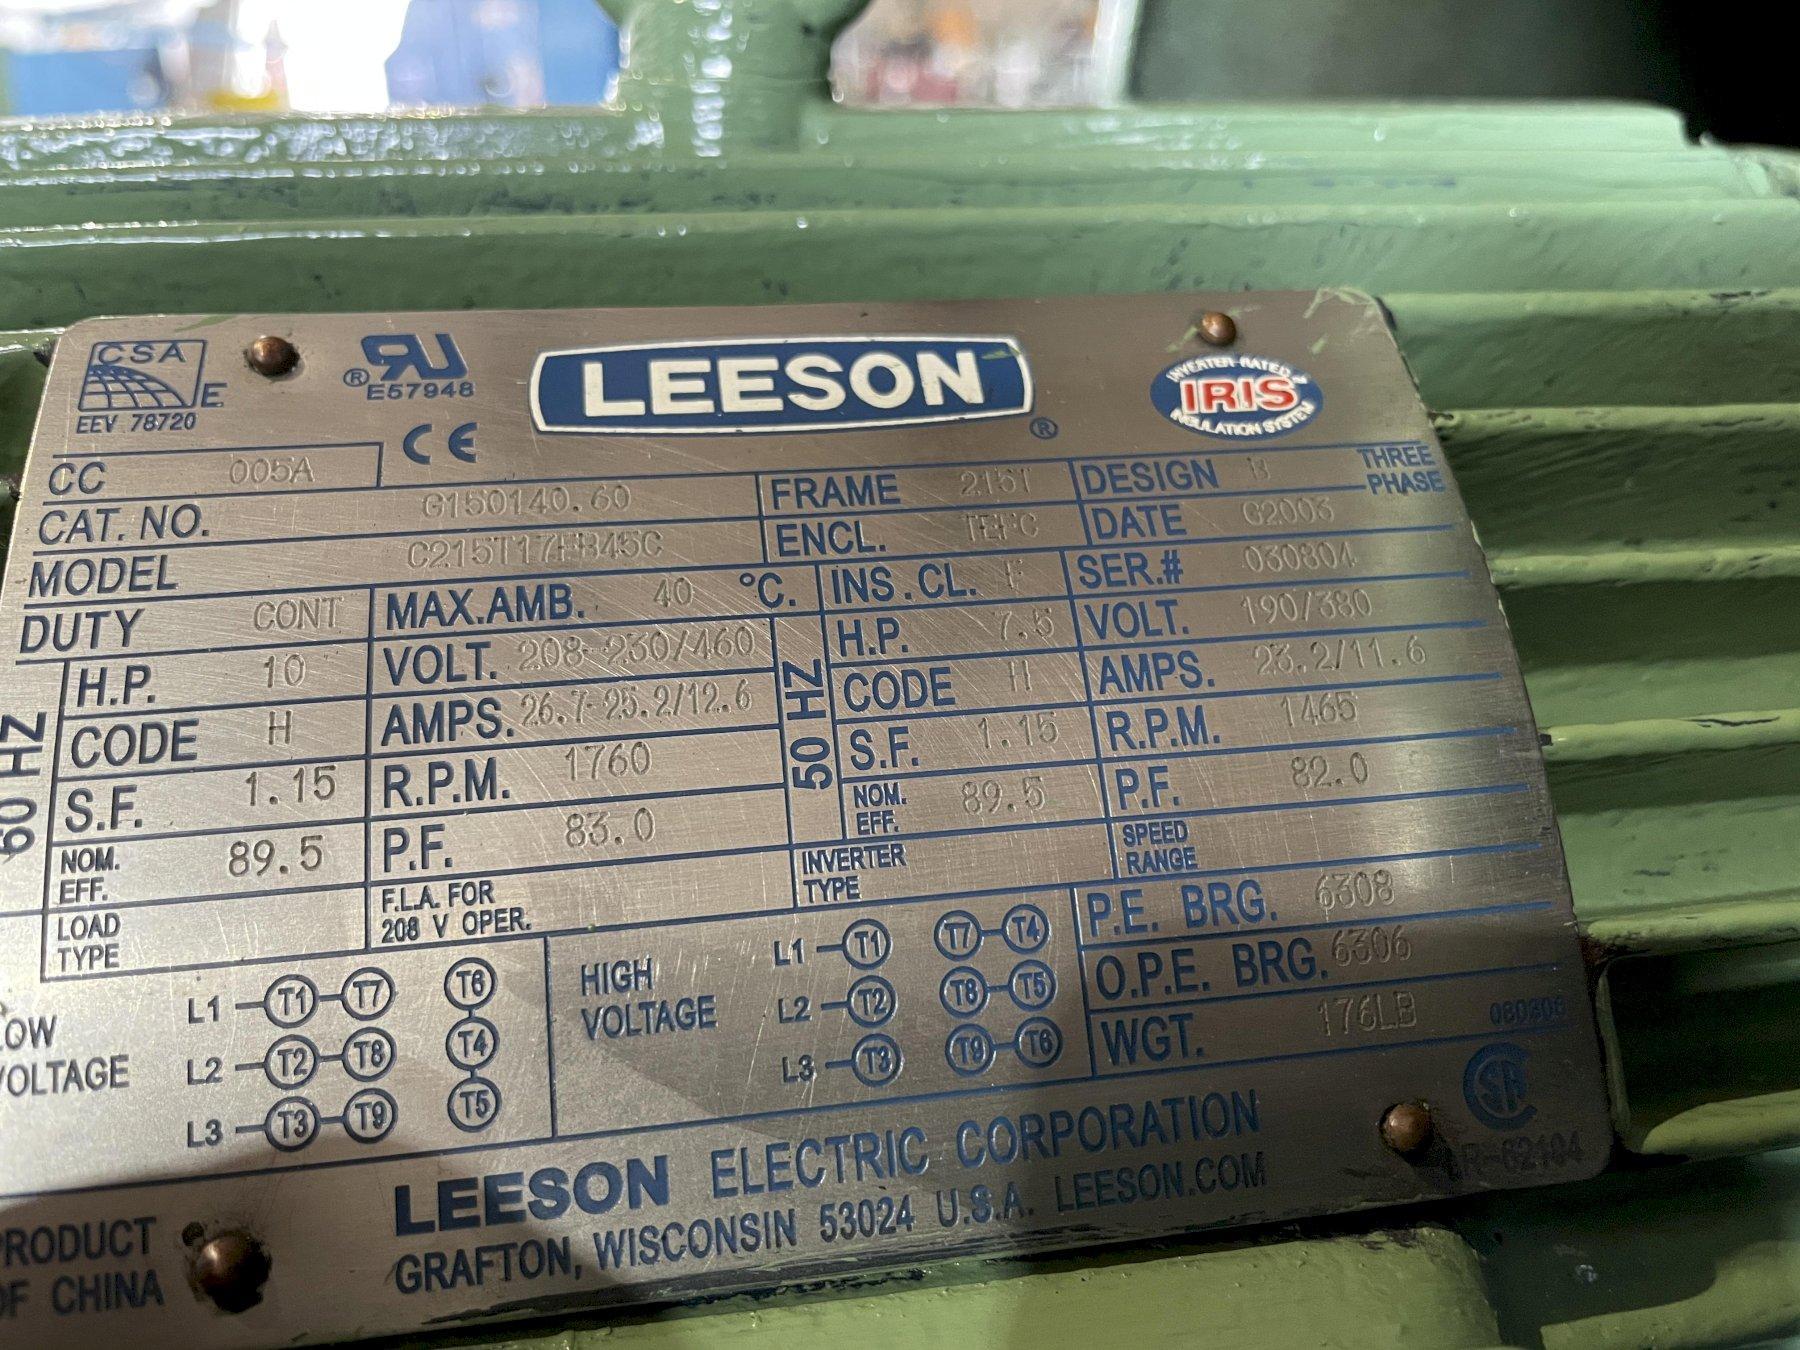 CSA
E
EEV 78720
RU
® E57948
CE
LEESON ®
INVERTER-RATED
IRIS
INSULATION SYSTEM
CC 005A
CAT. NO. G150140.60 FRAME 215T DESIGN B THREE PHASE
MODEL C215T17FB45C ENCL. TEFC DATE G2003
DUTY CONT MAX.AMB. 40 °C. INS.CL. F SER.# 030804
60 HZ
H.P. 10 VOLT. 208-230/460
CODE H AMPS. 26.7-25.2/12.6
S.F. 1.15 R.P.M. 1760
NOM. EFF. 89.5 P.F. 83.0
LOAD TYPE F.L.A. FOR 208 V OPER.
50 HZ
H.P. 7.5 VOLT. 190/380
CODE H AMPS. 23.2/11.6
S.F. 1.15 R.P.M. 1465
NOM. EFF. 89.5 P.F. 82.0
INVERTER TYPE SPEED RANGE
OW
OLTAGE
L1 T1 T7 T6
L2 T2 T8 T4
L3 T3 T9 T5
HIGH
VOLTAGE
L1 T1 T7 T4
L2 T2 T8 T5
L3 T3 T9 T6
P.E. BRG. 6308
O.P.E. BRG. 6306
WGT. 176LB
SA
PRODUCT
OF CHINA
LEESON ELECTRIC CORPORATION
GRAFTON, WISCONSIN 53024 U.S.A. LEESON.COM